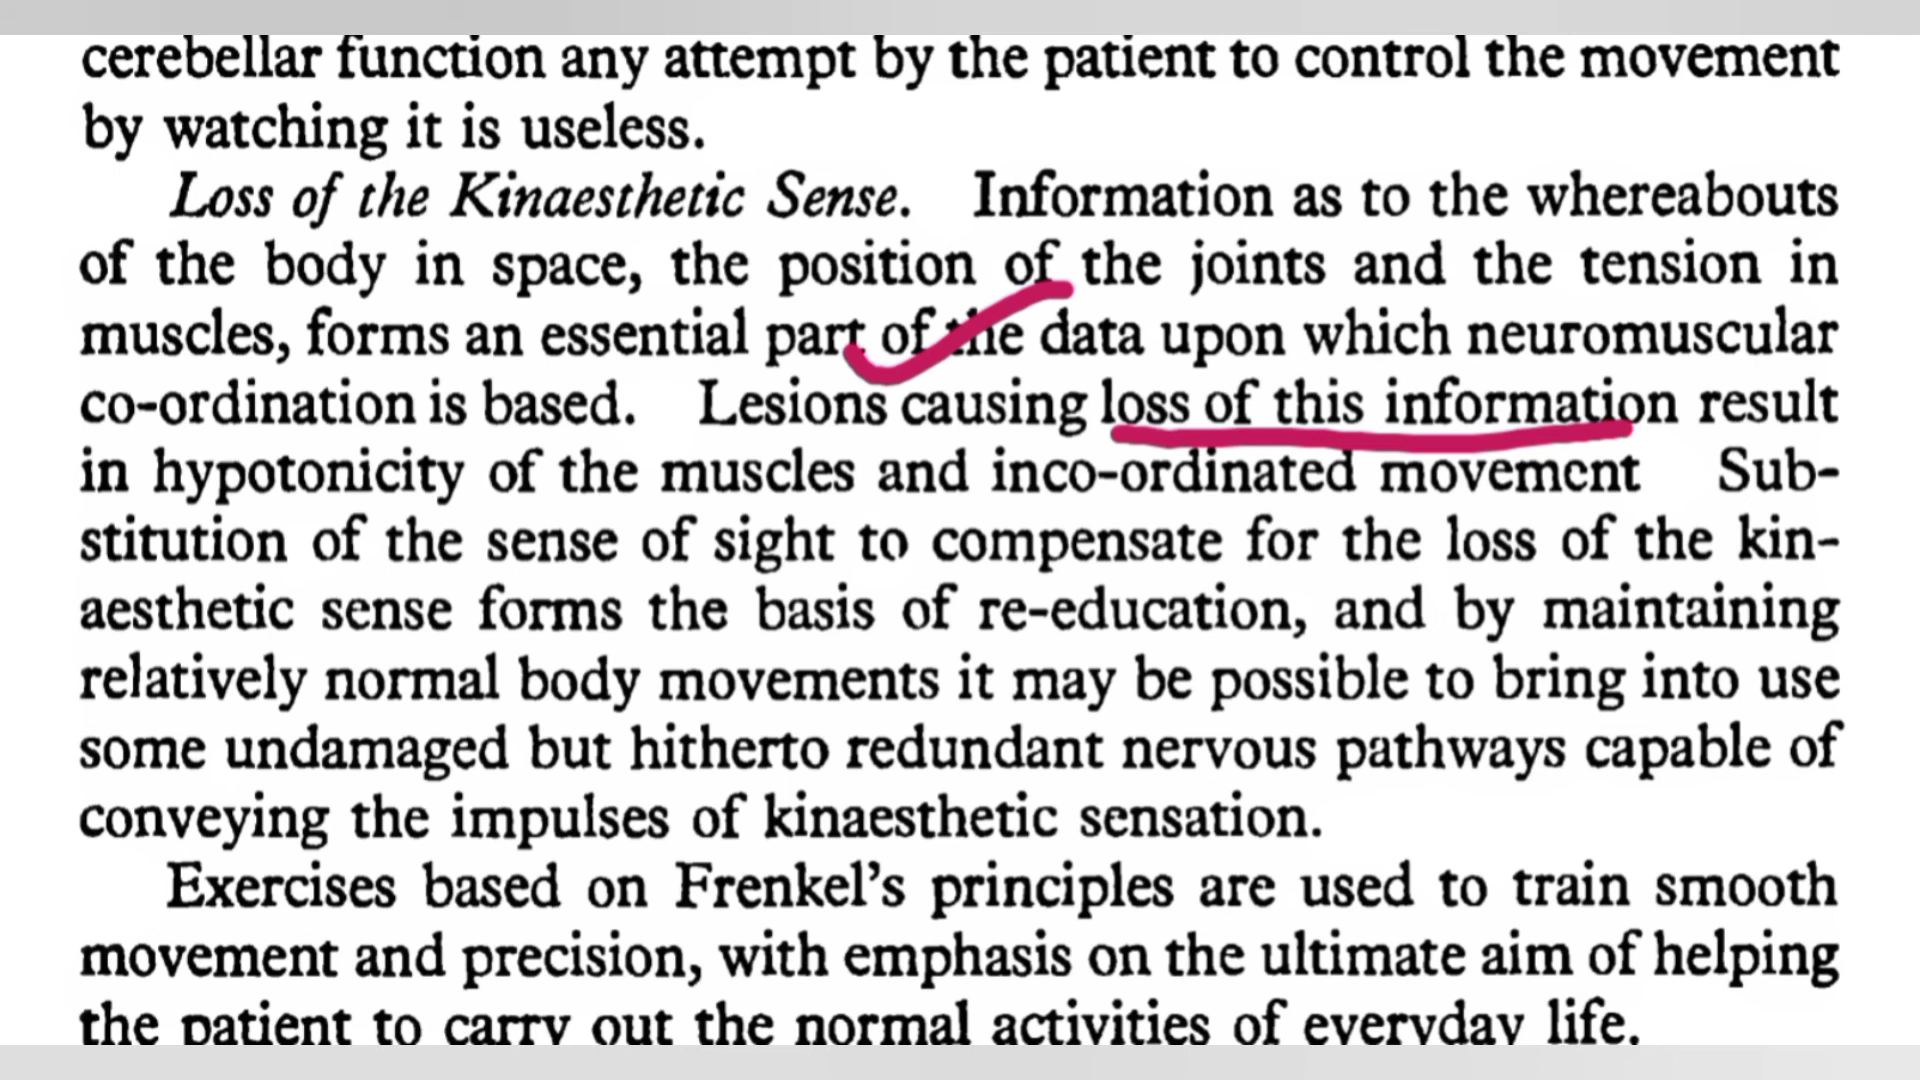 cerebellar function any attempt by the patient to control the movement
by watching it is useless.
Loss of the Kinaesthetic Sense. Information as to the whereabouts
of the body in space, the position of the joints and the tension in
muscles, forms an essential part of the data upon which neuromuscular
co-ordination is based. Lesions causing loss of this information result
in hypotonicity of the muscles and inco-ordinated movement Sub-
stitution of the sense of sight to compensate for the loss of the kin-
aesthetic sense forms the basis of re-education, and by maintaining
relatively normal body movements it may be possible to bring into use
some undamaged but hitherto redundant nervous pathways capable of
conveying the impulses of kinaesthetic sensation.
Exercises based on Frenkel's principles are used to train smooth
movement and precision, with emphasis on the ultimate aim of helping
the patient to carry out the normal activities of everyday life.